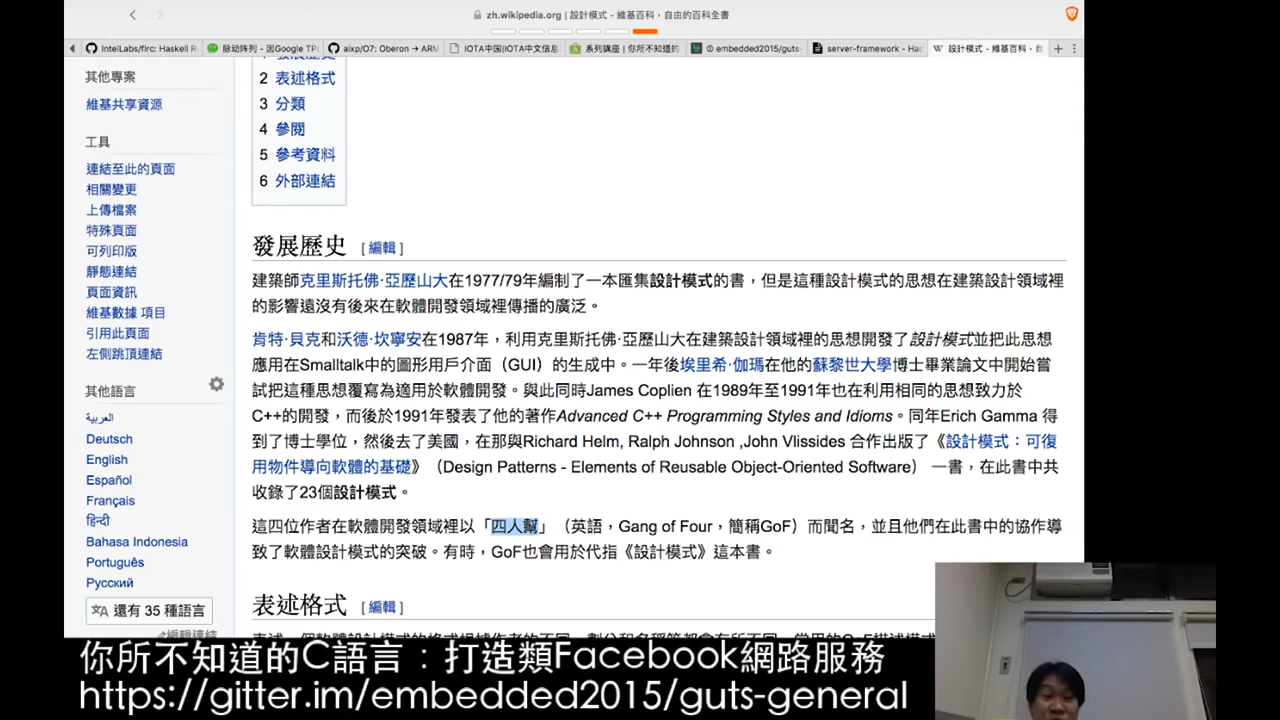 zh.wikipedia.org | 設計模式 - 維基百科，自由的百科全書
IntelLabs/flrc: Haskell R
脉动阵列 - 因Google TP
aixp/O7: Oberon → ARM
IOTA中国|IOTA中文信息
系列講座 | 你所不知道的
embedded2015/guts-
server-framework - Hac
設計模式 - 維基百科，自
其他專案
維基共享資源
工具
連結至此的頁面
相關變更
上傳檔案
特殊頁面
可列印版
靜態連結
頁面資訊
維基數據 項目
引用此頁面
左側跳頂連結
其他語言
العربية
Deutsch
English
Español
Français
हिन्दी
Bahasa Indonesia
Português
Русский
還有 35 種語言
編輯連結
1 發展歷史
2 表述格式
3 分類
4 參閱
5 參考資料
6 外部連結
發展歷史 [編輯]
建築師克里斯托佛·亞歷山大在1977/79年編制了一本匯集設計模式的書，但是這種設計模式的思想在建築設計領域裡
的影響遠沒有後來在軟體開發領域裡傳播的廣泛。
肯特·貝克和沃德·坎寧安在1987年，利用克里斯托佛·亞歷山大在建築設計領域裡的思想開發了設計模式並把此思想
應用在Smalltalk中的圖形用戶介面（GUI）的生成中。一年後埃里希·伽瑪在他的蘇黎世大學博士畢業論文中開始嘗
試把這種思想覆寫為適用於軟體開發。與此同時James Coplien 在1989年至1991年也在利用相同的思想致力於
C++的開發，而後於1991年發表了他的著作Advanced C++ Programming Styles and Idioms。同年Erich Gamma 得
到了博士學位，然後去了美國，在那與Richard Helm, Ralph Johnson ,John Vlissides 合作出版了《設計模式：可復
用物件導向軟體的基礎》（Design Patterns - Elements of Reusable Object-Oriented Software） 一書，在此書中共
收錄了23個設計模式。
這四位作者在軟體開發領域裡以「四人幫」（英語，Gang of Four，簡稱GoF）而聞名，並且他們在此書中的協作導
致了軟體設計模式的突破。有時，GoF也會用於代指《設計模式》這本書。
表述格式 [編輯]
你所不知道的C語言：打造類Facebook網路服務
https://gitter.im/embedded2015/guts-general